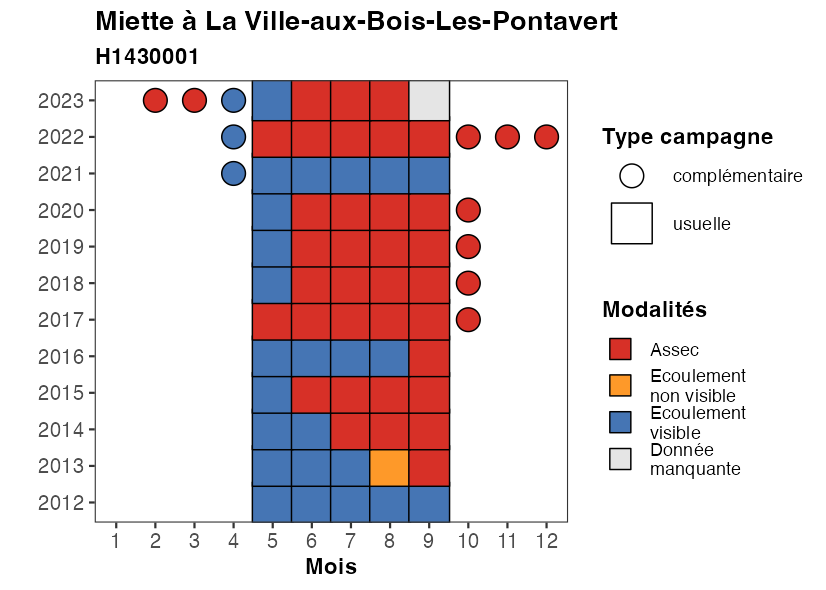 Miette à La Ville-aux-Bois-Les-Pontavert
H1430001
2023
2022
2021
2020
2019
2018
2017
2016
2015
2014
2013
2012
1 2 3 4 5 6 7 8 9 10 11 12
Mois
Type campagne
complémentaire
usuelle
Modalités
Assec
Ecoulement
non visible
Ecoulement
visible
Donnée
manquante